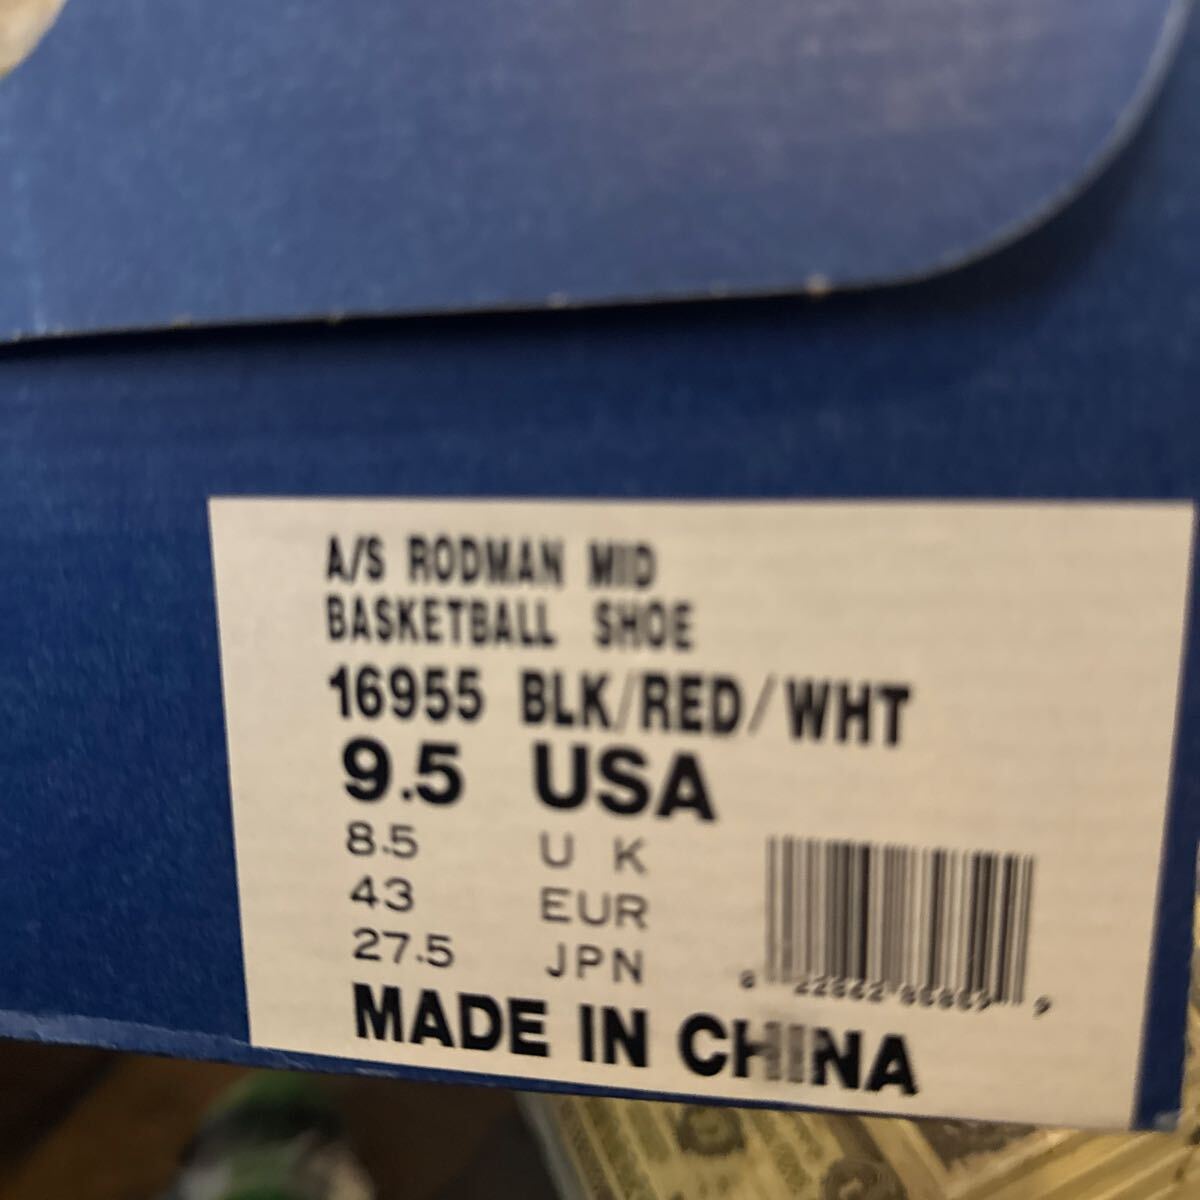 A/S RODMAN MID
BASKETBALL SHOE
16955 BLK/RED/WHT
9.5 USA
8.5 UK
43 EUR
27.5 JPN
MADE IN CHINA